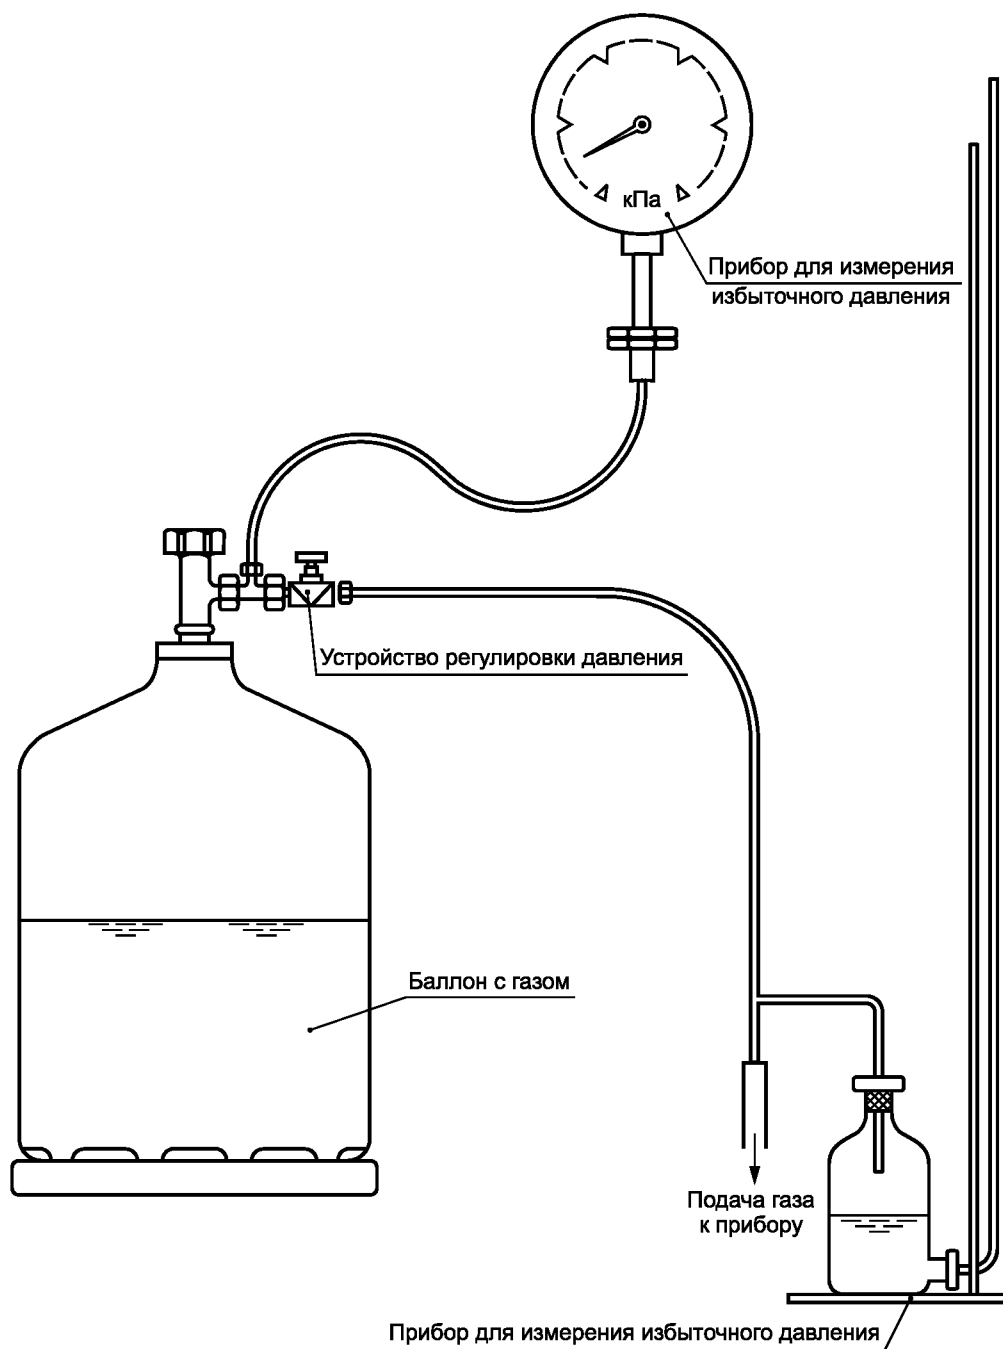 кПа
Прибор для измерения
избыточного давления
Устройство регулировки давления
Баллон с газом
Подача газа
к прибору
Прибор для измерения избыточного давления